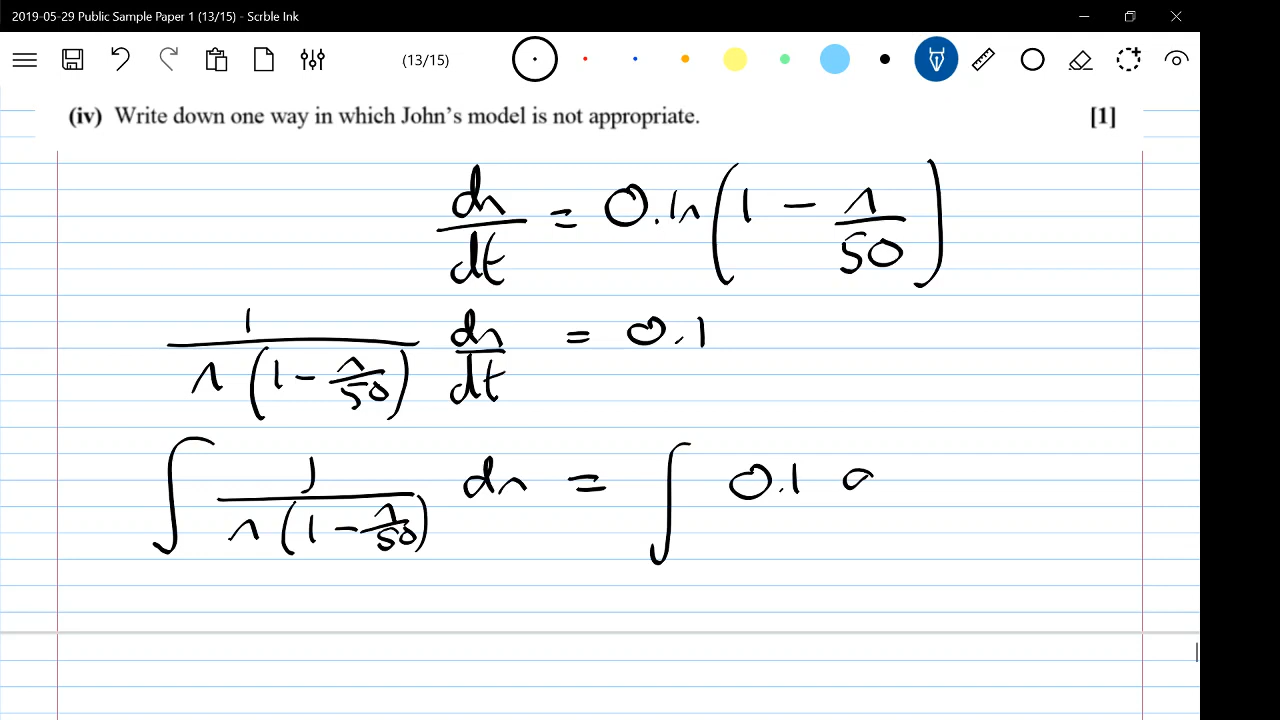 2019-05-29 Public Sample Paper 1 (13/15) - Scrble Ink
(13/15)
(iv) Write down one way in which John's model is not appropriate. [1]
dn/dt = 0.1n(1 - n/50)
1/(n(1 - n/50)) dn/dt = 0.1
∫ 1/(n(1 - n/50)) dn = ∫ 0.1